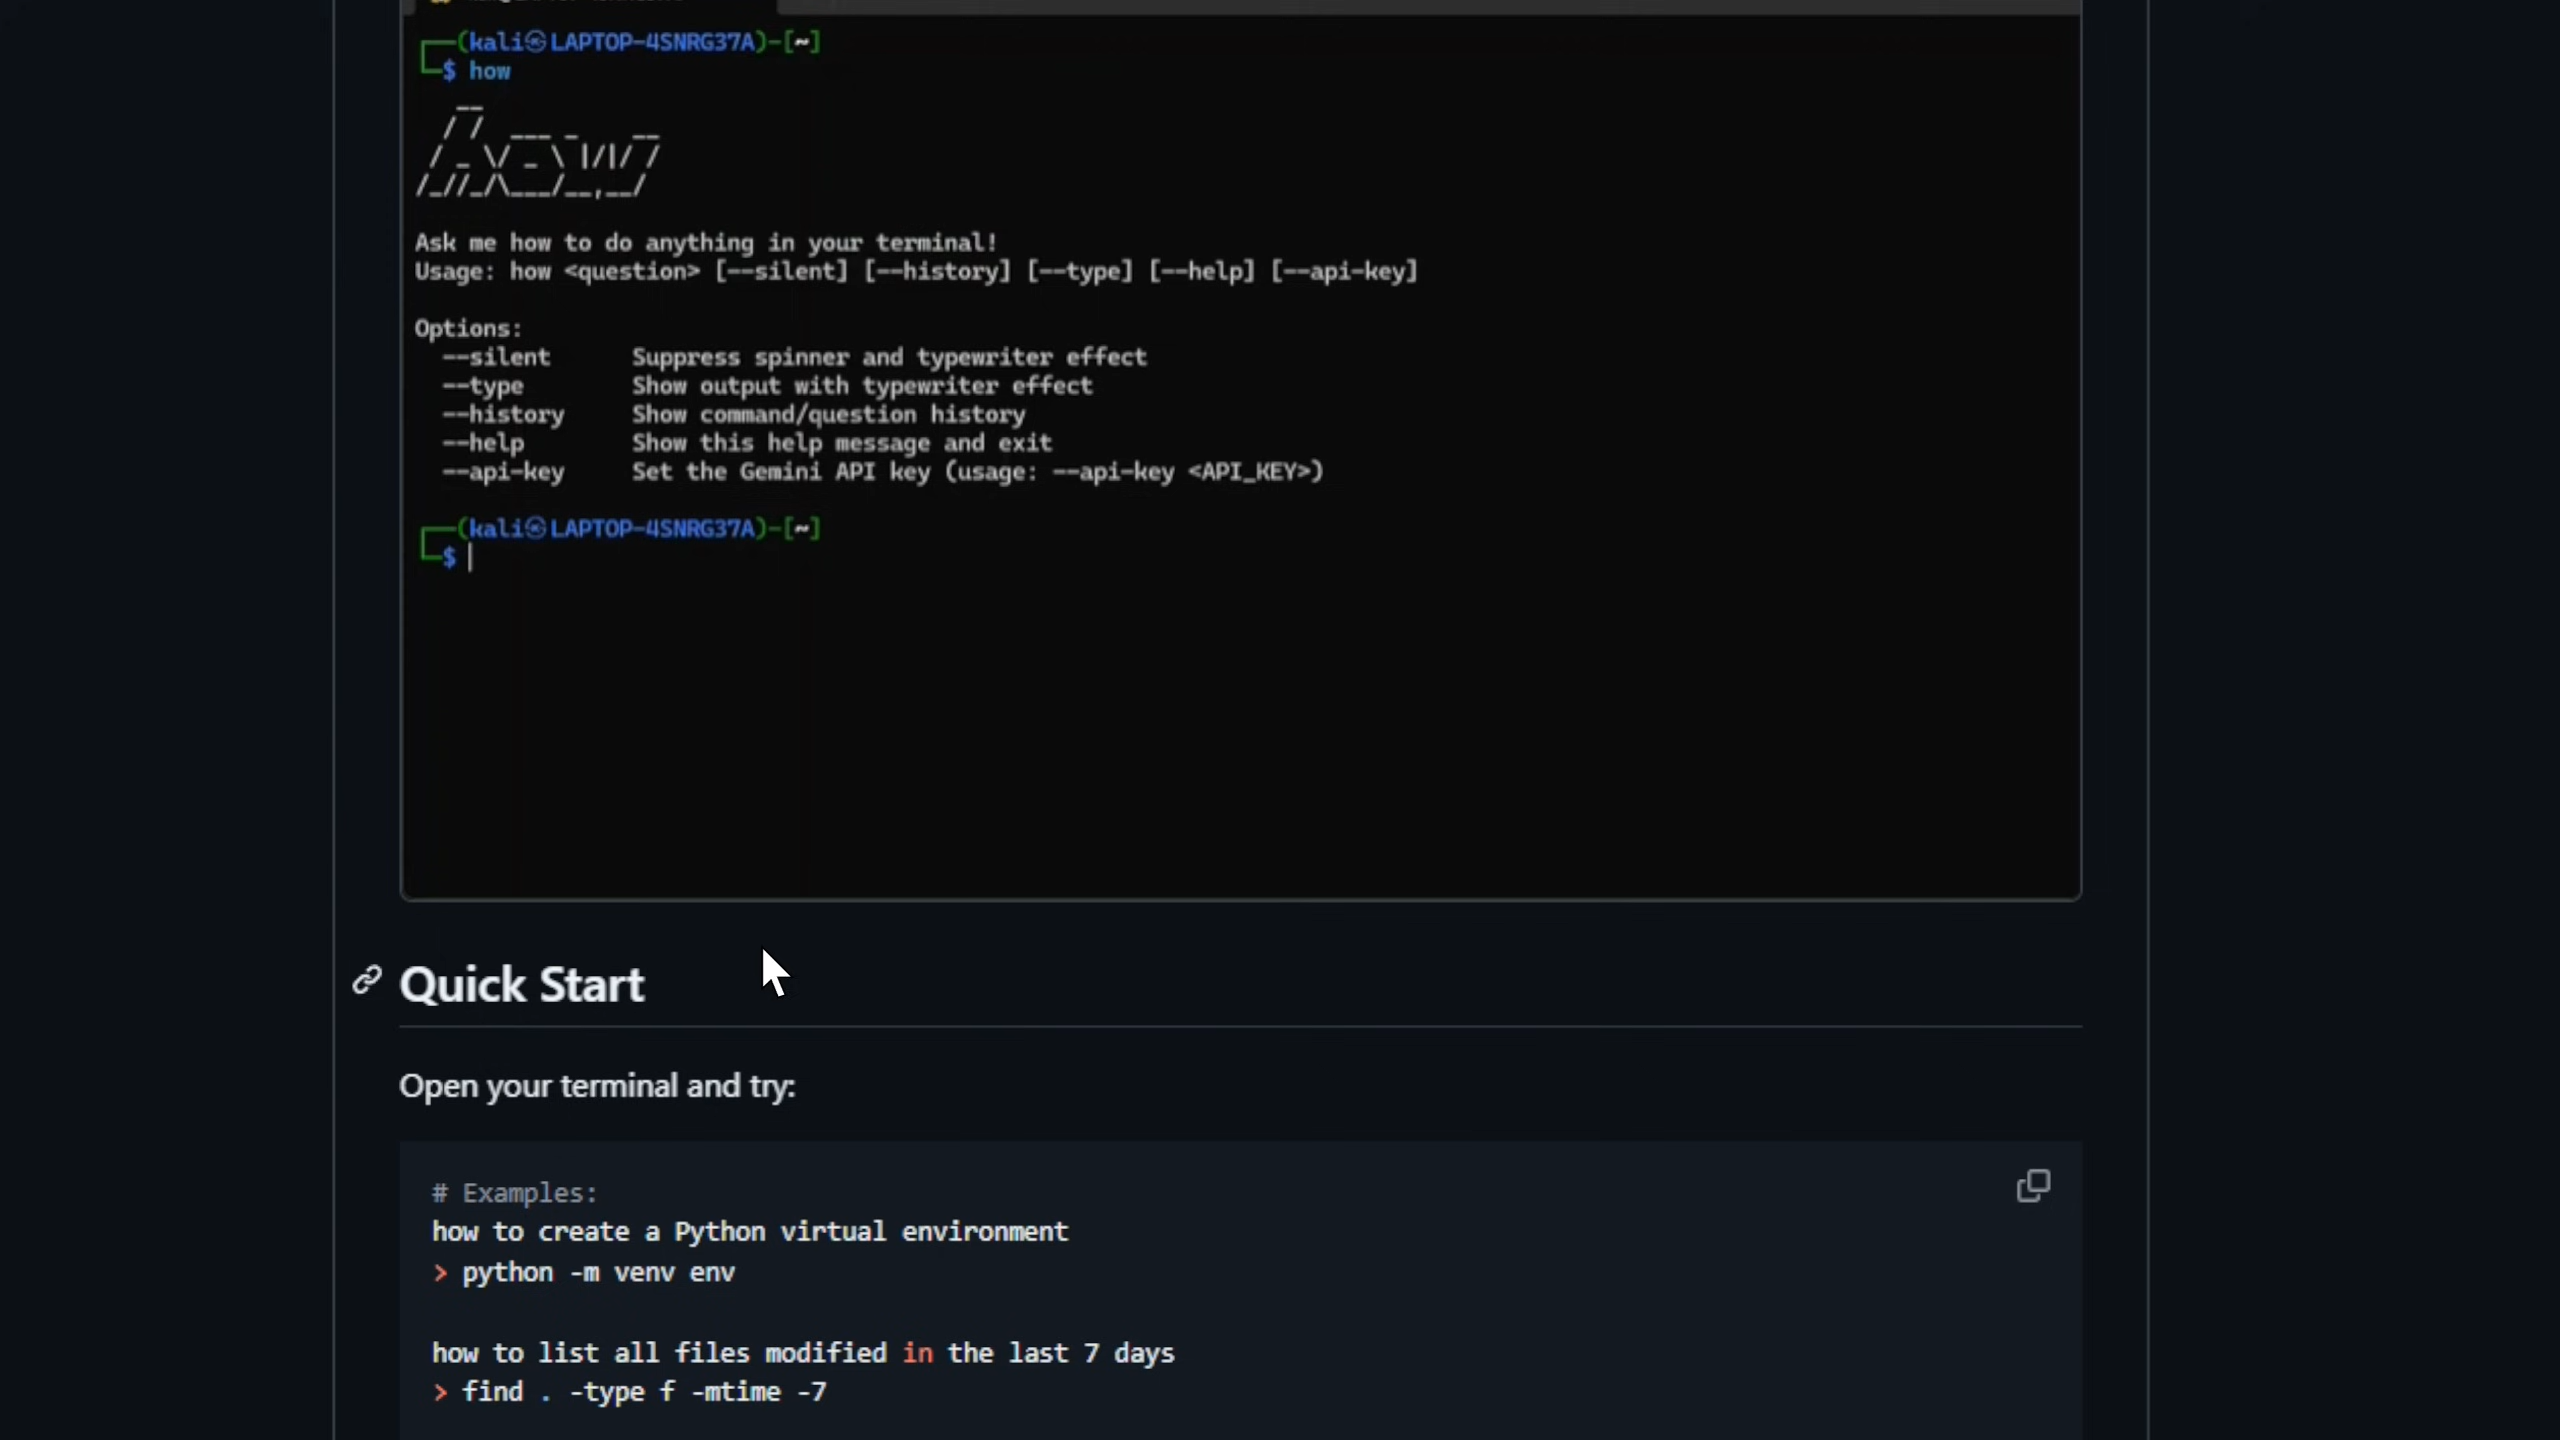 (kali㉿LAPTOP-4SNRG37A)-[~]
$ how
how
Ask me how to do anything in your terminal!
Usage: how <question> [--silent] [--history] [--type] [--help] [--api-key]
Options:
--silent Suppress spinner and typewriter effect
--type Show output with typewriter effect
--history Show command/question history
--help Show this help message and exit
--api-key Set the Gemini API key (usage: --api-key <API_KEY>)
(kali㉿LAPTOP-4SNRG37A)-[~]
$
Quick Start
Open your terminal and try:
# Examples:
how to create a Python virtual environment
> python -m venv env
how to list all files modified in the last 7 days
> find . -type f -mtime -7